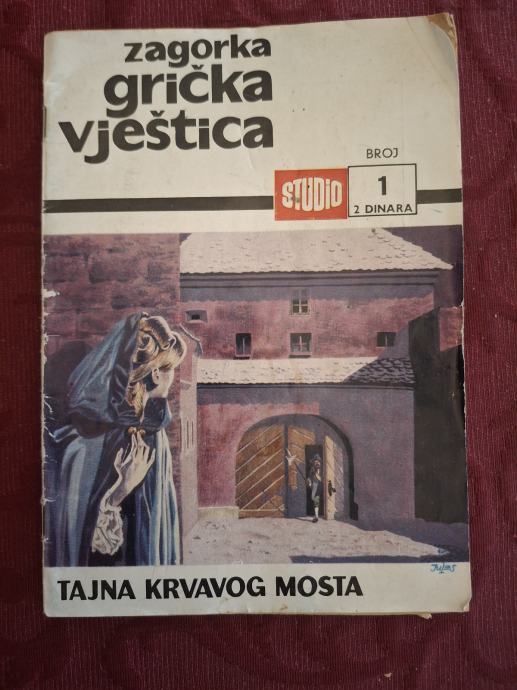 zagorka
grička
vještica
BROJ
STUDIO
1
2 DINARA
TAJNA KRVAVOG MOSTA